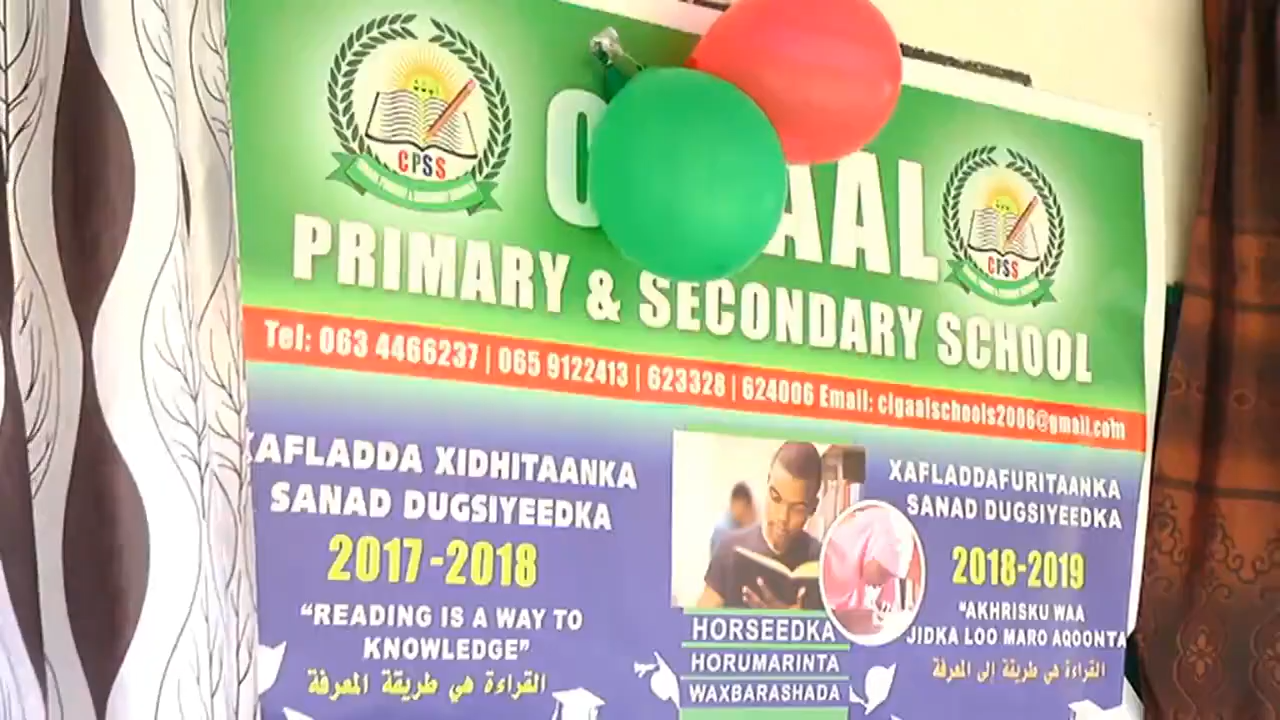 CPSS
CPSS
PRIMARY & SECONDARY SCHOOL
Tel: 063 4466237 | 065 9122413 | 623328 | 624006 Email: cigaalschools2006@gmail.com
XAFLADDA XIDHITAANKA
SANAD DUGSIYEEDKA
2017-2018
"READING IS A WAY TO
KNOWLEDGE"
القراءة هي طريقة المعرفة
HORSEEDKA
HORUMARINTA
WAXBARASHADA
XAFLADDAFURITAANKA
SANAD DUGSIYEEDKA
2018-2019
"AKHRISKU WAA
JIDKA LOO MARO AQOONTA
القراءة هي طريقة الى المعرفة